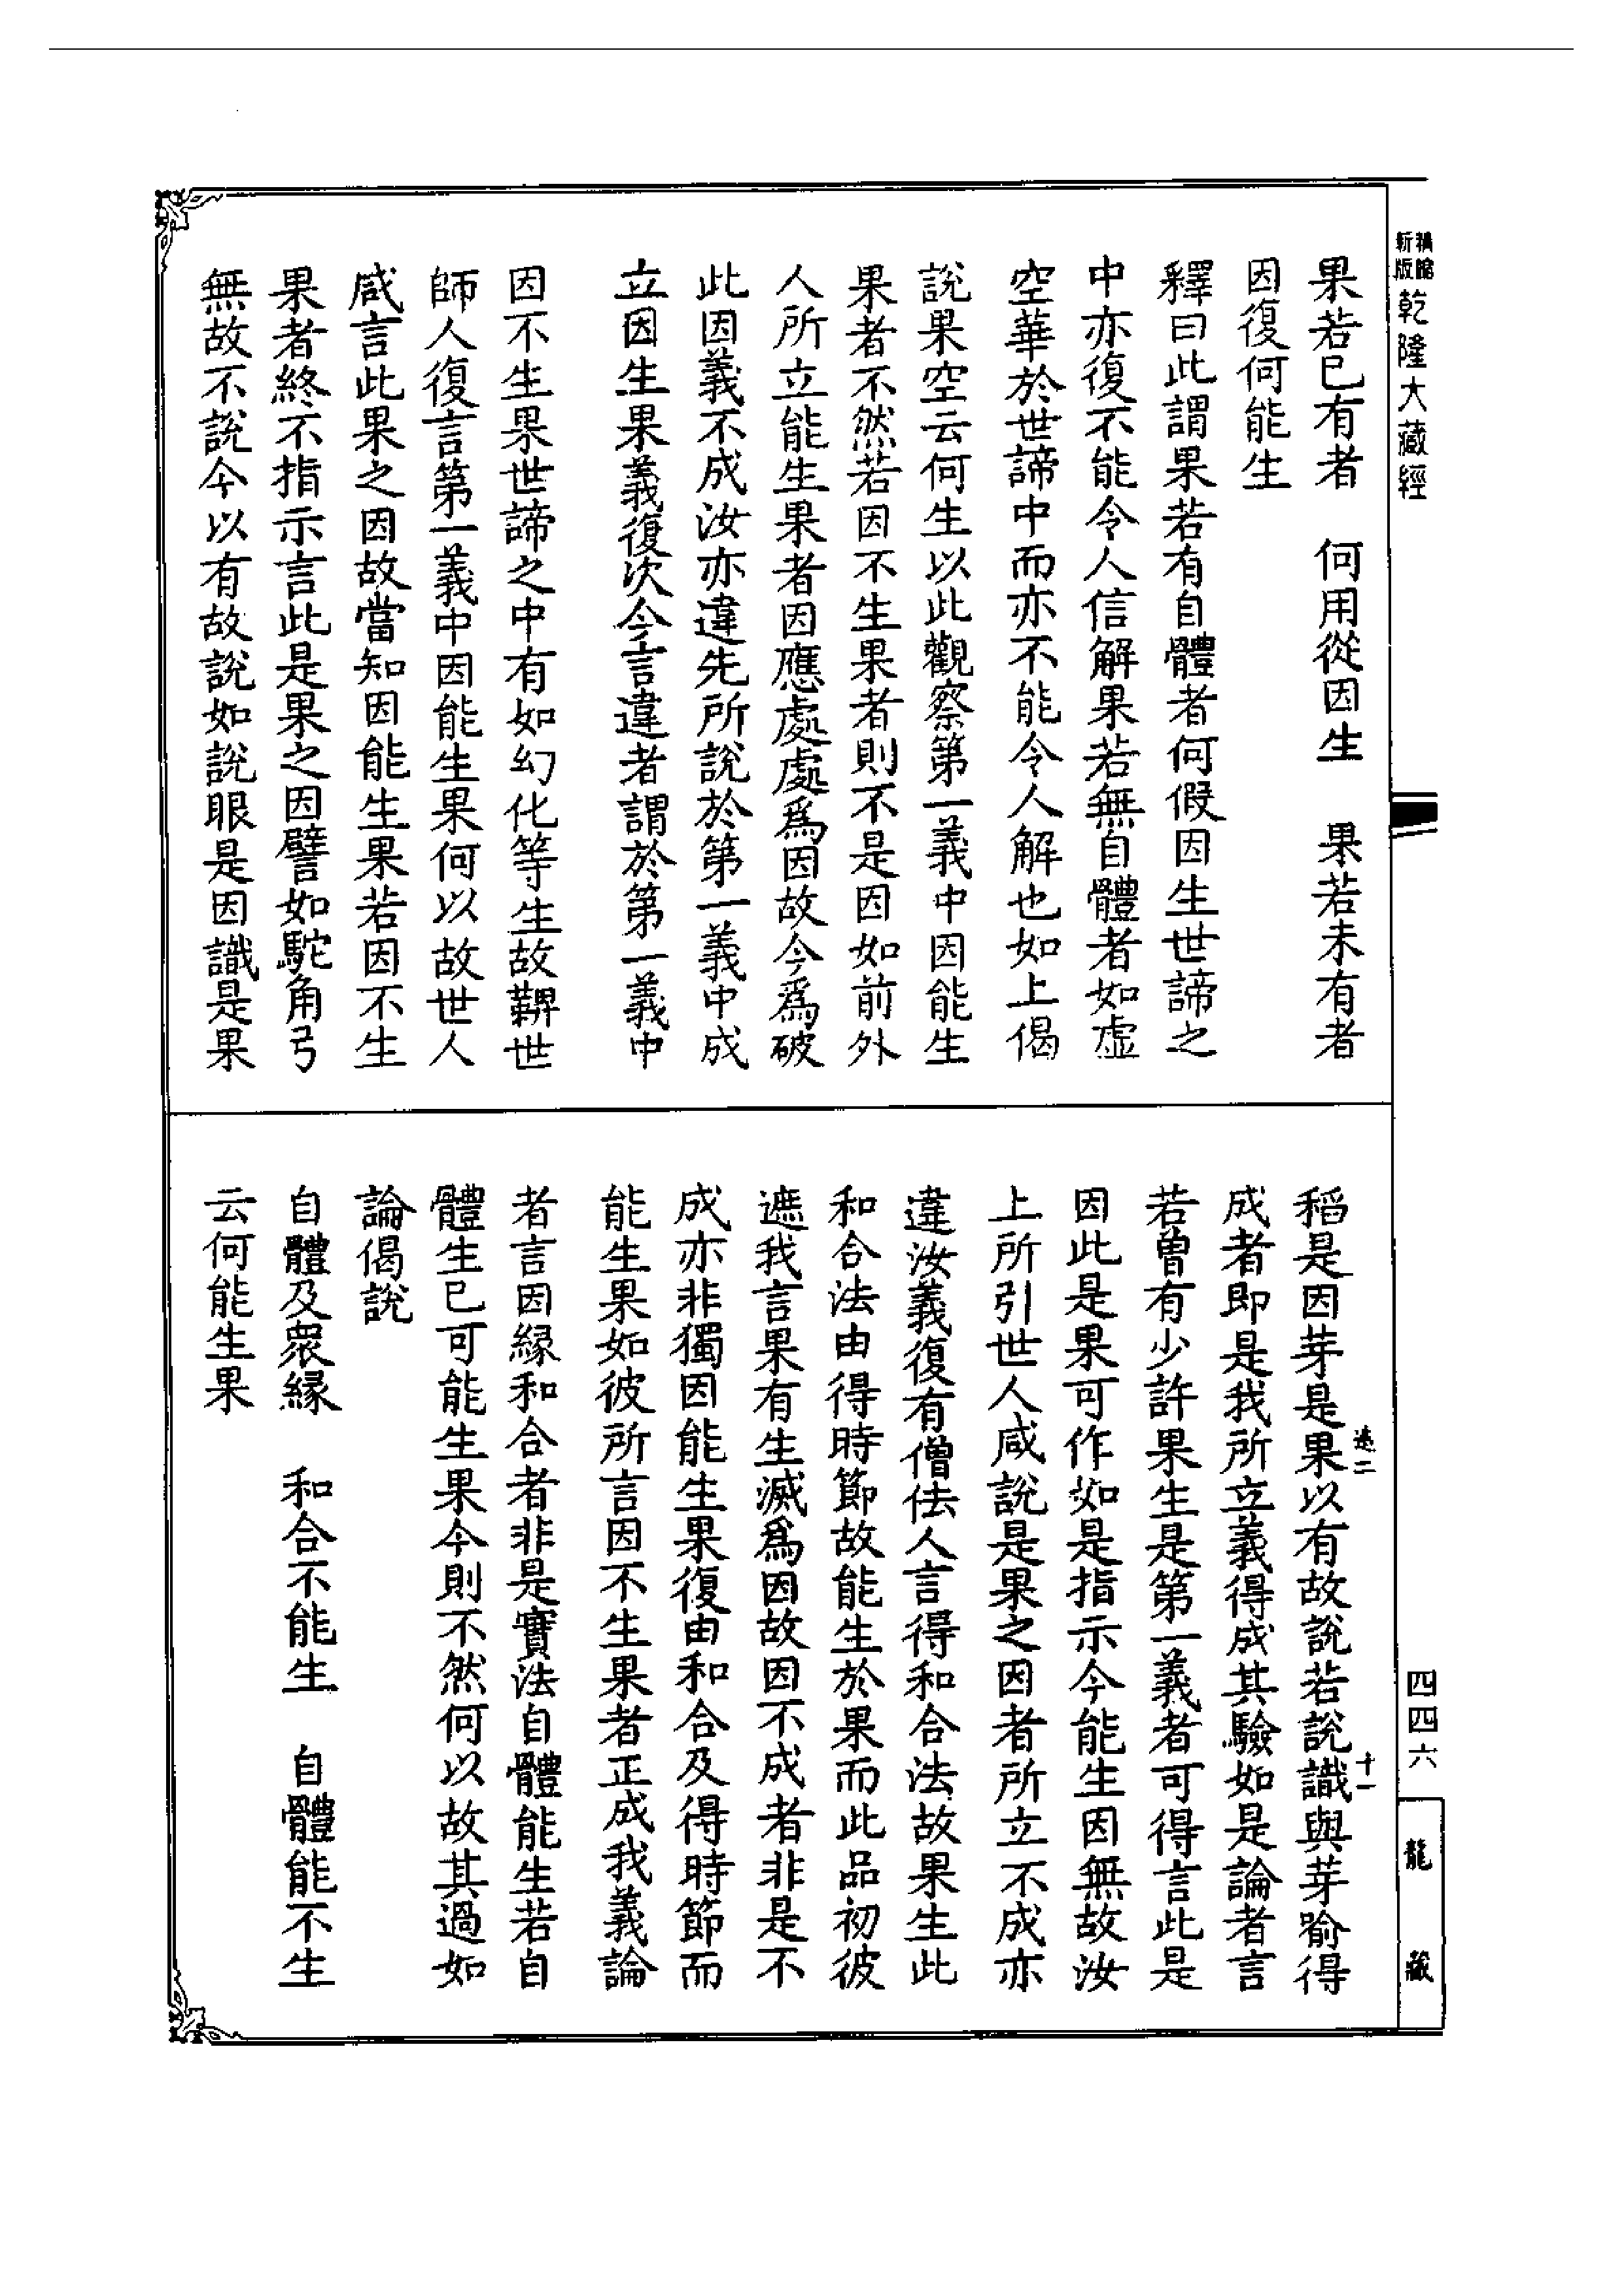 新版
精縮
乾隆大藏經
果若已有者　何用從因生　果若未有者
因復何能生
釋曰此謂果若有自體者何假因生世諦之
中亦復不能令人信解果若無自體者如虛
空華於世諦中而亦不能令人解也如上偈
說果空云何生以此觀察第一義中因能生
果者不然若因不生果者則不是因如前外
人所立能生果者因應處處爲因故今爲破
此因義不成汝亦違先所說於第一義中成
立因生果義復次今言違者謂於第一義中
因不生果世諦之中有如幻化等生故鞞世
師人復言第一義中因能生果何以故世人
咸言此果之因故當知因能生果若因不生
果者終不指示言此是果之因譬如駝角弓
無故不說今以有故說如說眼是因識是果
稻是因芽是果以有故說若說識與芽喻得
成者即是我所立義得成其驗如是論者言
若曾有少許果生是第一義者可得言此是
因此是果可作如是指示今能生因無故汝
上所引世人咸說是果之因者所立不成亦
違汝義復有僧佉人言得和合法故果生此
和合法由得時節故能生於果而此品初彼
遮我言果有生滅爲因故因不成者非是不
成亦非獨因能生果復由和合及得時節而
能生果如彼所言因不生果者正成我義論
者言因緣和合者非是實法自體能生若自
體生已可能生果今則不然何以故其過如
論偈說
自體及衆緣　和合不能生　自體能不生
云何能生果
遠二
十一
四四六
龍藏